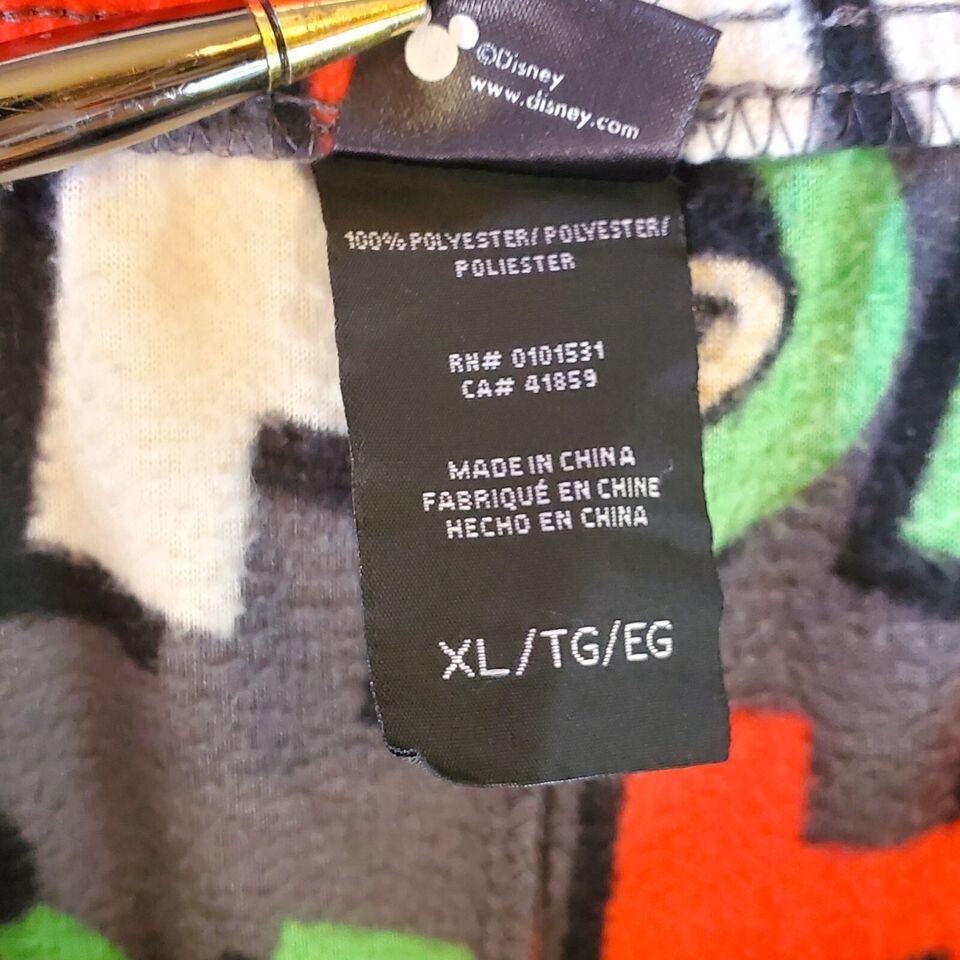 ©Disney
www.disney.com
100% POLYESTER/ POLYESTER/
POLIESTER
RN# 0101531
CA# 41859
MADE IN CHINA
FABRIQUÉ EN CHINE
HECHO EN CHINA
XL/TG/EG